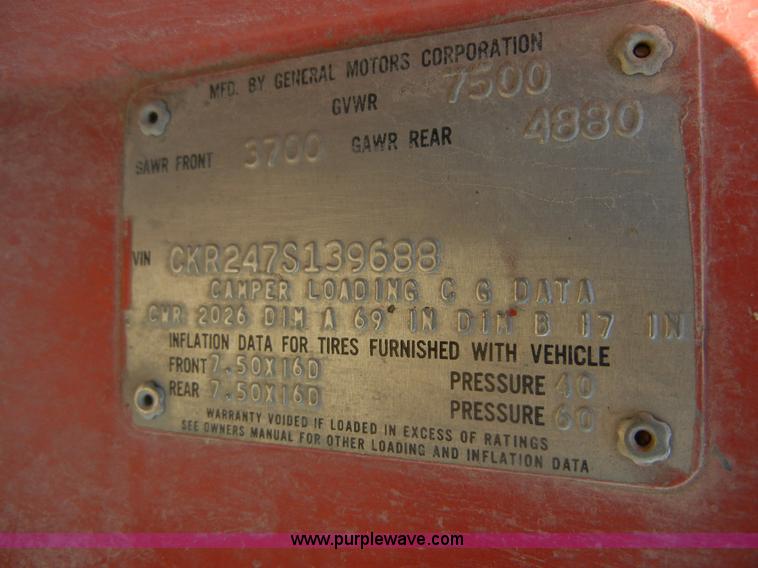 MFD. BY GENERAL MOTORS CORPORATION
GVWR 7500
GAWR FRONT 3700 GAWR REAR 4880
VIN CKR247S139688
CAMPER LOADING C G DATA
CWR 2026 DIM A 69 IN DIM B 17 IN
INFLATION DATA FOR TIRES FURNISHED WITH VEHICLE
FRONT 7.50X16D PRESSURE 40
REAR 7.50X16D PRESSURE 60
WARRANTY VOIDED IF LOADED IN EXCESS OF RATINGS
SEE OWNERS MANUAL FOR OTHER LOADING AND INFLATION DATA
www.purplewave.com